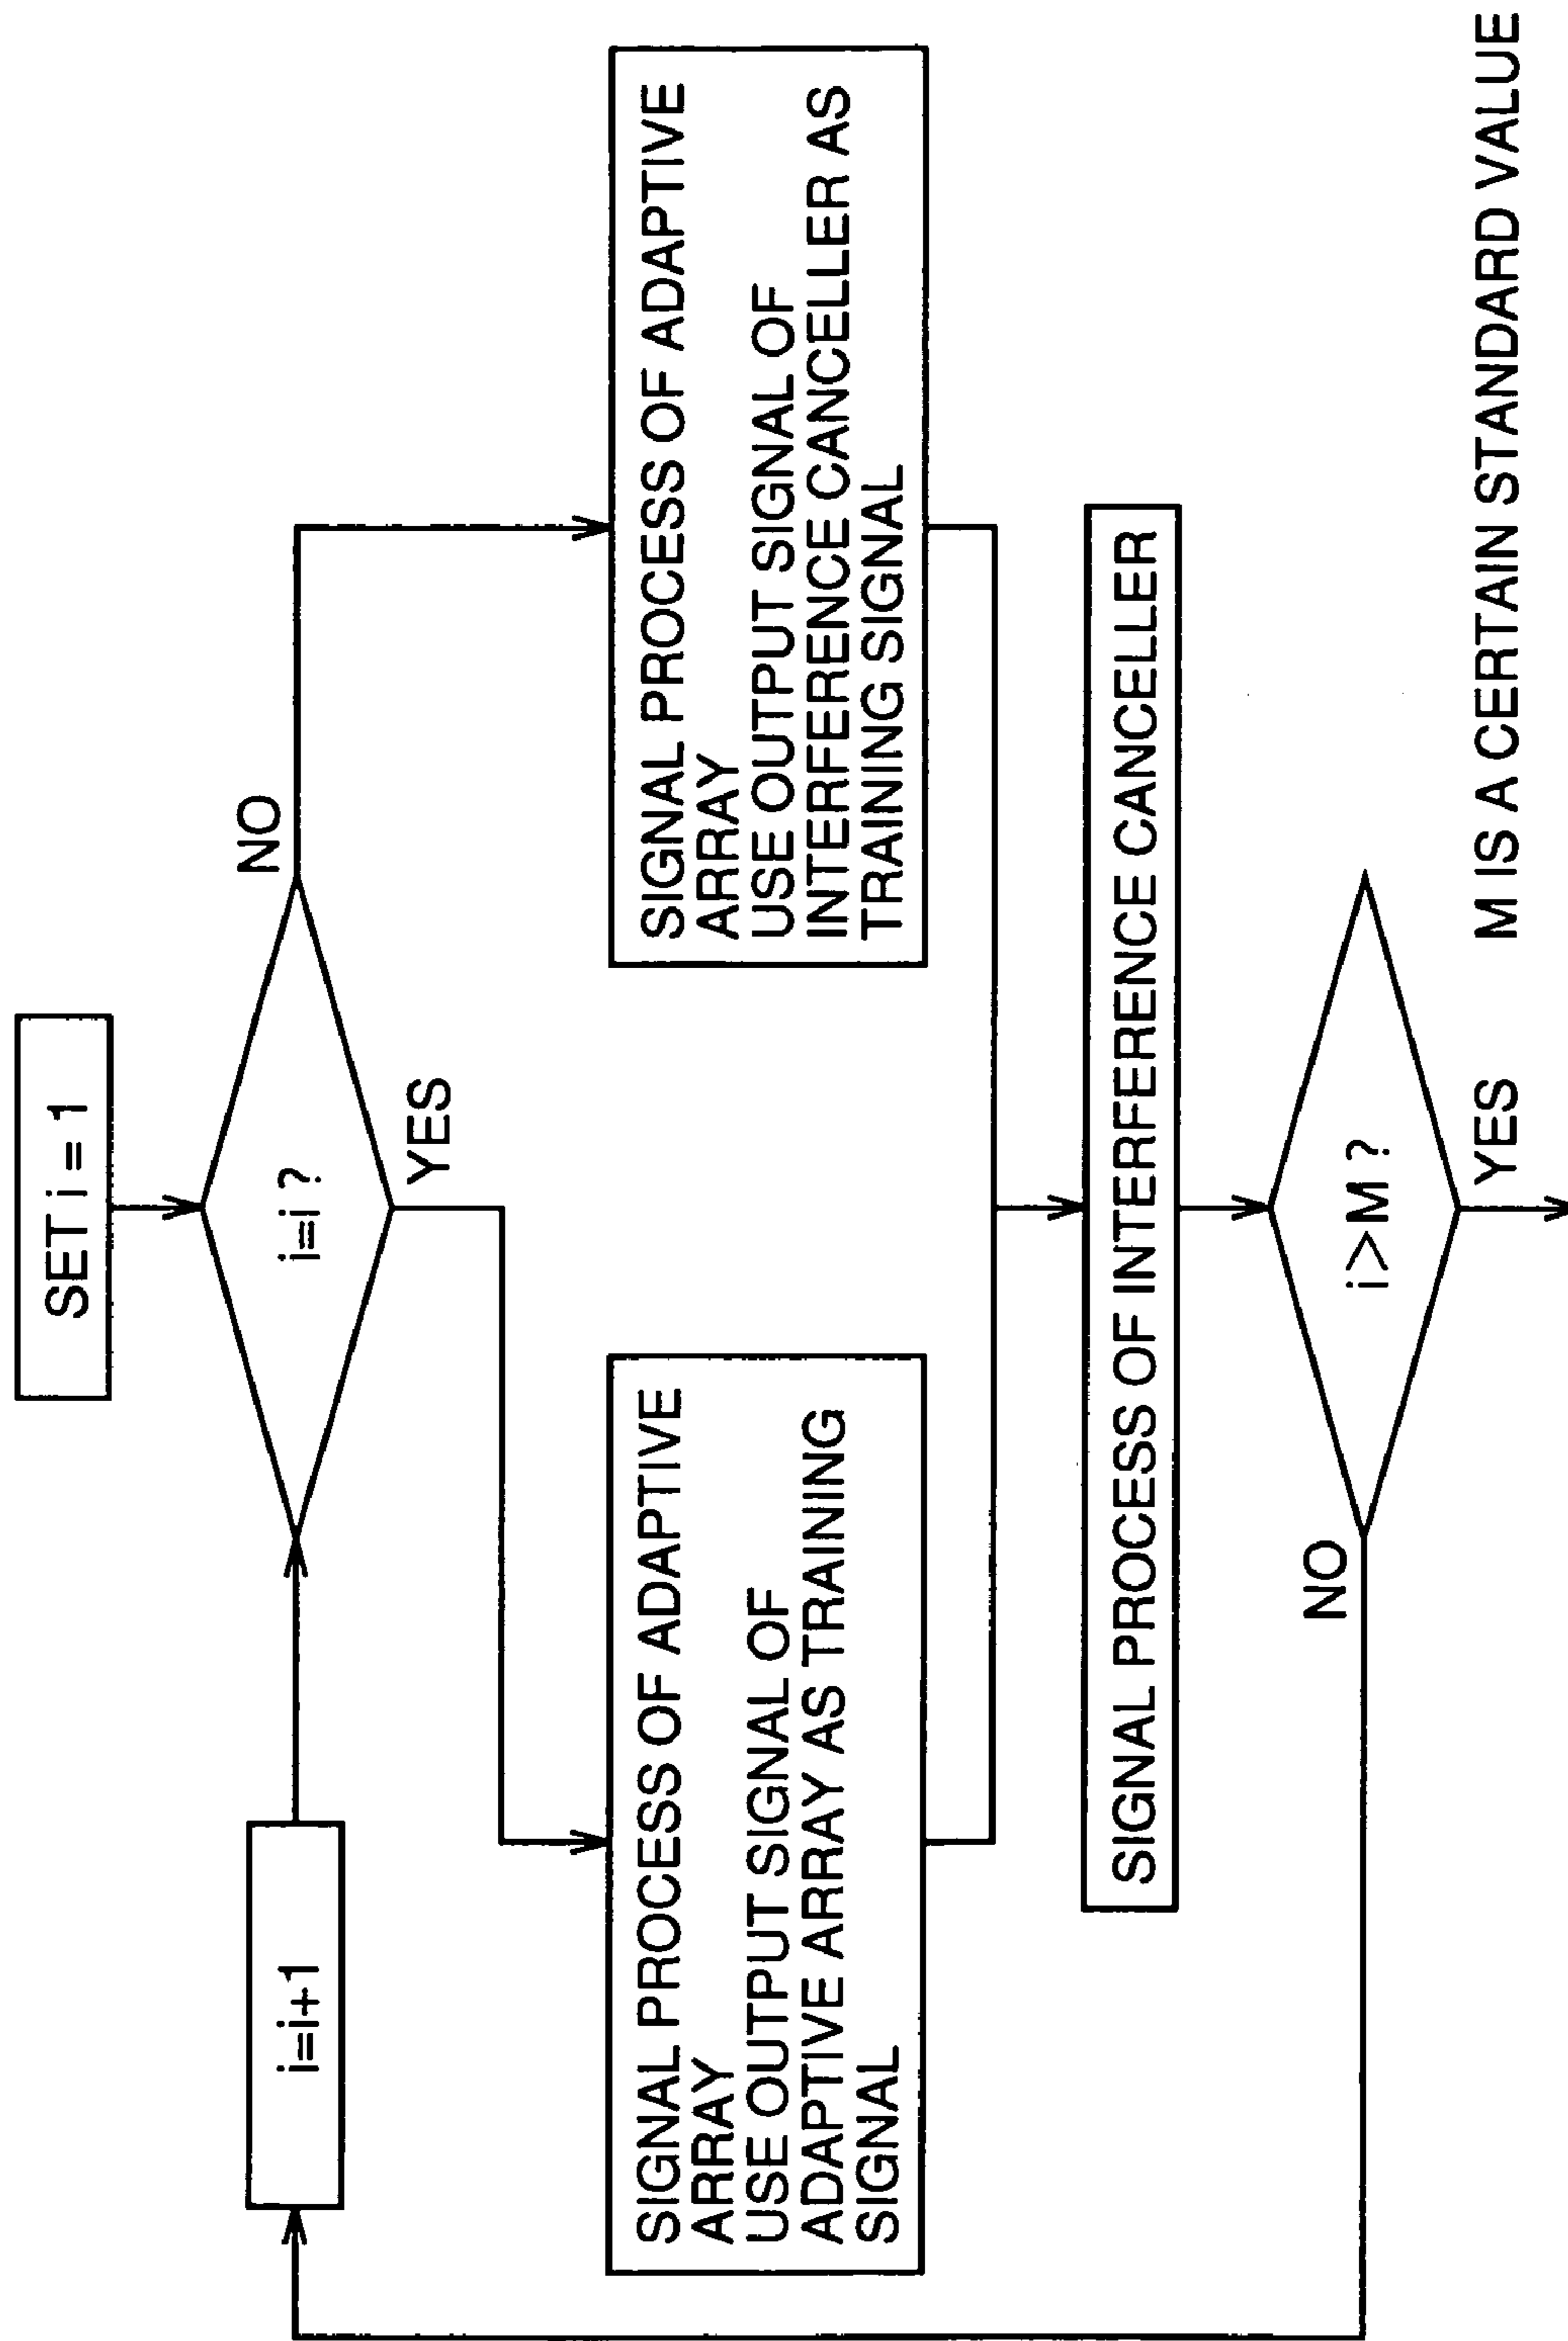 SET i = 1
i=i+1
i=i ?
NO
YES
SIGNAL PROCESS OF ADAPTIVE
ARRAY
USE OUTPUT SIGNAL OF
ADAPTIVE ARRAY AS TRAINING
SIGNAL
SIGNAL PROCESS OF ADAPTIVE
ARRAY
USE OUTPUT SIGNAL OF
INTERFERENCE CANCELLER AS
TRAINING SIGNAL
SIGNAL PROCESS OF INTERFERENCE CANCELLER
NO
i>M ?
YES
M IS A CERTAIN STANDARD VALUE